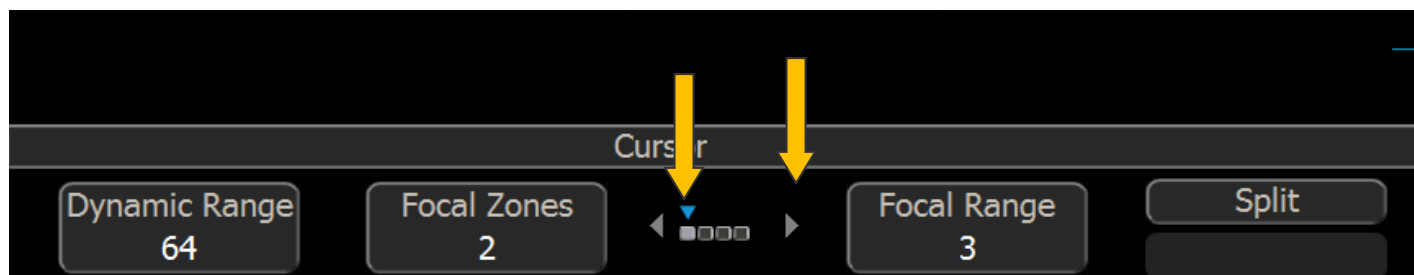 Cursor
Dynamic Range
64
Focal Zones
2
Focal Range
3
Split